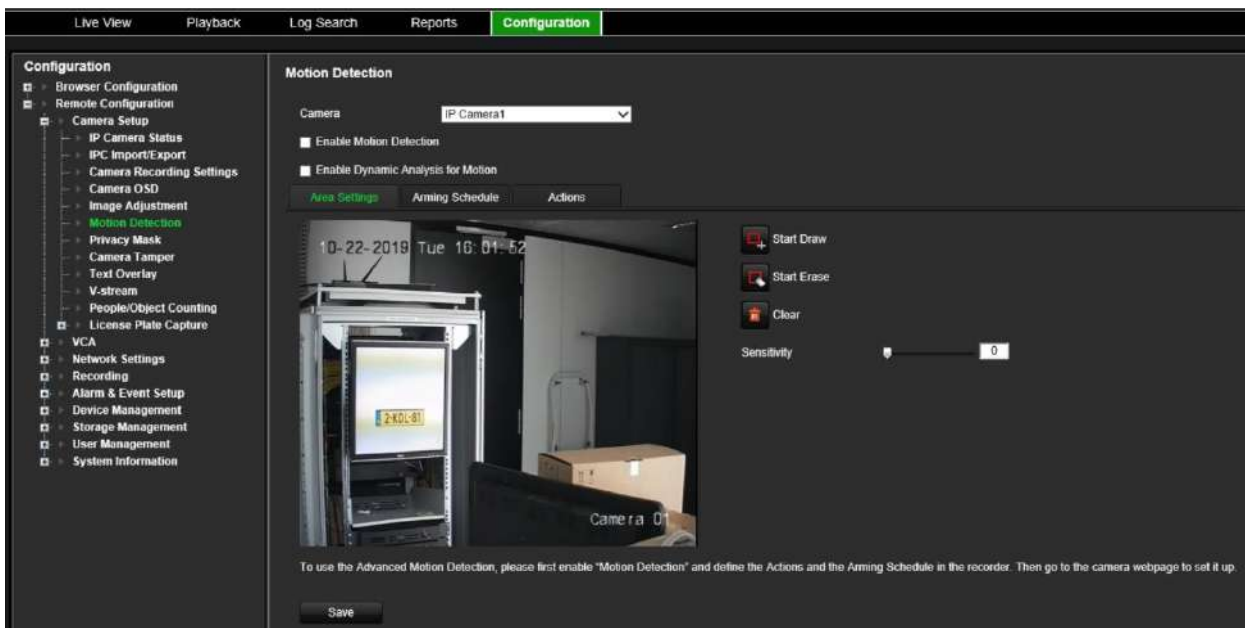 Live View Playback Log Search Reports Configuration
Configuration
Browser Configuration
Remote Configuration
Camera Setup
IP Camera Status
IPC Import/Export
Camera Recording Settings
Camera OSD
Image Adjustment
Motion Detection
Privacy Mask
Camera Tamper
Text Overlay
V-stream
People/Object Counting
License Plate Capture
VCA
Network Settings
Recording
Alarm & Event Setup
Device Management
Storage Management
User Management
System Information
Motion Detection
Camera IP Camera1
Enable Motion Detection
Enable Dynamic Analysis for Motion
Area Settings Arming Schedule Actions
10-22-2019 Tue 16:01:52
2-KDL-81
Camera 01
Start Draw
Start Erase
Clear
Sensitivity 0
To use the Advanced Motion Detection, please first enable "Motion Detection" and define the Actions and the Arming Schedule in the recorder. Then go to the camera webpage to set it up.
Save